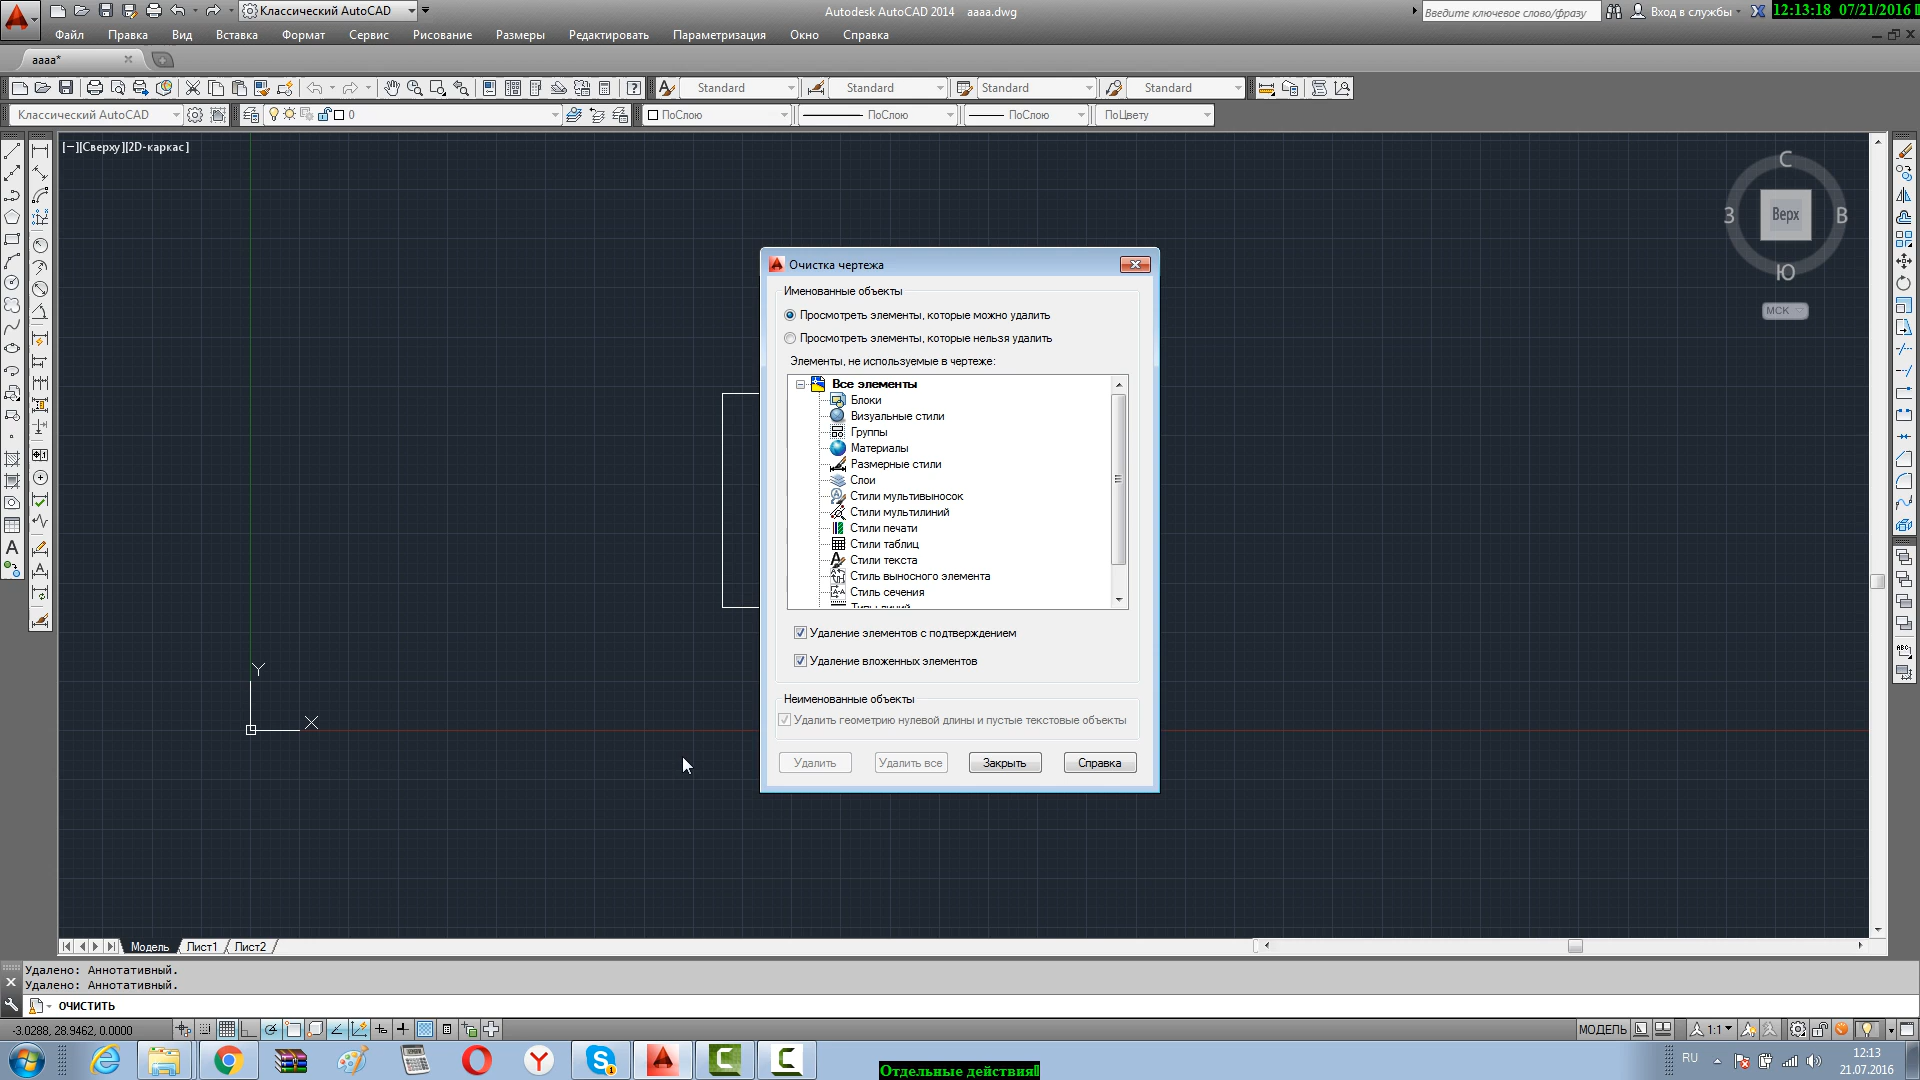 Классический AutoCAD
Autodesk AutoCAD 2014 aaaa.dwg
Введите ключевое слово/фразу
Вход в службы
12:13:18 07/21/2016
Файл Правка Вид Вставка Формат Сервис Рисование Размеры Редактировать Параметризация Окно Справка
aaaa*
Standard Standard Standard Standard
Классический AutoCAD 0 ПоСлою ПоСлою ПоСлою ПоЦвету
[−][Сверху][2D-каркас]
С
З Верх В
Ю
МСК
Очистка чертежа
Именованные объекты
Просмотреть элементы, которые можно удалить
Просмотреть элементы, которые нельзя удалить
Элементы, не используемые в чертеже:
Все элементы
Блоки
Визуальные стили
Группы
Материалы
Размерные стили
Слои
Стили мультивыносок
Стили мультилиний
Стили печати
Стили таблиц
Стили текста
Стиль выносного элемента
Стиль сечения
Типы линий
Удаление элементов с подтверждением
Удаление вложенных элементов
Неименованные объекты
Удалить геометрию нулевой длины и пустые текстовые объекты
Удалить Удалить все Закрыть Справка
Y
X
Модель Лист1 Лист2
Удалено: Аннотативный.
Удалено: Аннотативный.
ОЧИСТИТЬ
-3.0288, 28.9462, 0.0000
МОДЕЛЬ 1:1
RU
12:13
21.07.2016
Отдельные действия